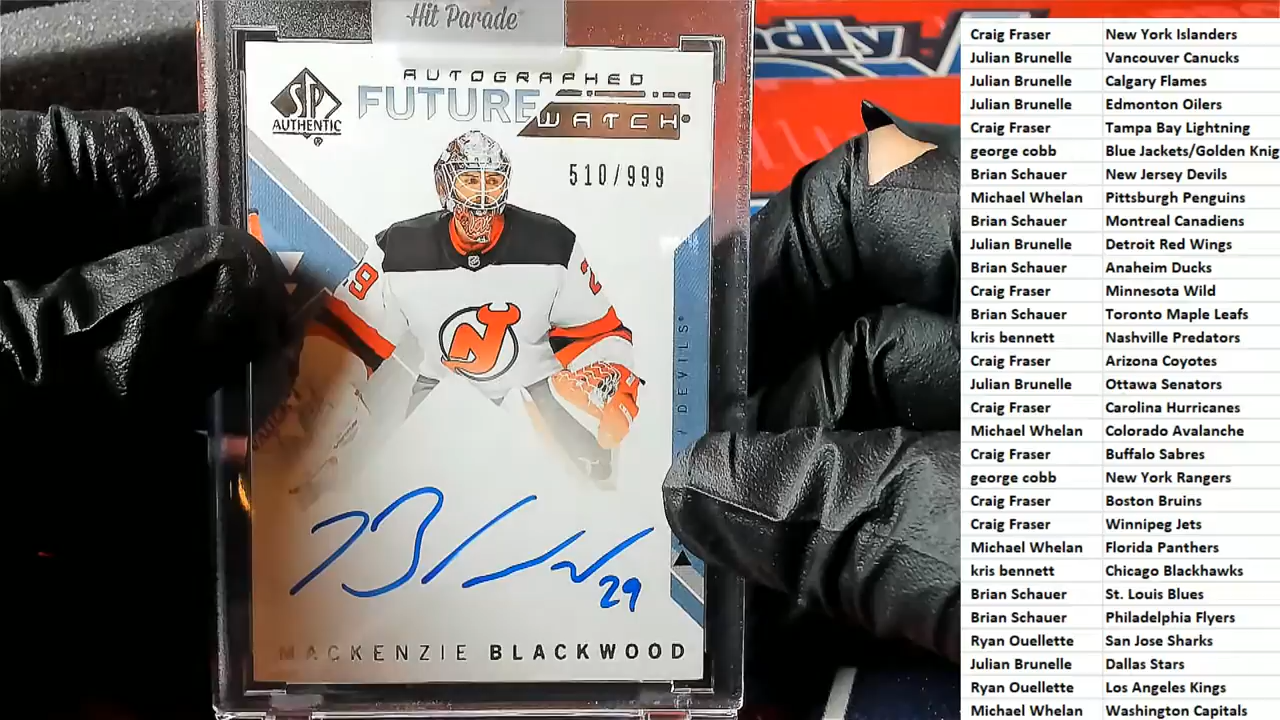 Hit Parade
AUTOGRAPHED
FUTURE
WATCH
SP
AUTHENTIC
510/999
29
2
NJ
DEVILS
29
MACKENZIE BLACKWOOD
dly
Craig Fraser New York Islanders
Julian Brunelle Vancouver Canucks
Julian Brunelle Calgary Flames
Julian Brunelle Edmonton Oilers
Craig Fraser Tampa Bay Lightning
george cobb Blue Jackets/Golden Knig
Brian Schauer New Jersey Devils
Michael Whelan Pittsburgh Penguins
Brian Schauer Montreal Canadiens
Julian Brunelle Detroit Red Wings
Brian Schauer Anaheim Ducks
Craig Fraser Minnesota Wild
Brian Schauer Toronto Maple Leafs
kris bennett Nashville Predators
Craig Fraser Arizona Coyotes
Julian Brunelle Ottawa Senators
Craig Fraser Carolina Hurricanes
Michael Whelan Colorado Avalanche
Craig Fraser Buffalo Sabres
george cobb New York Rangers
Craig Fraser Boston Bruins
Craig Fraser Winnipeg Jets
Michael Whelan Florida Panthers
kris bennett Chicago Blackhawks
Brian Schauer St. Louis Blues
Brian Schauer Philadelphia Flyers
Ryan Ouellette San Jose Sharks
Julian Brunelle Dallas Stars
Ryan Ouellette Los Angeles Kings
Michael Whelan Washington Capitals